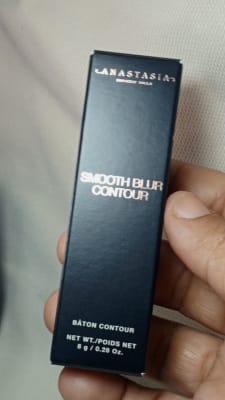 ANASTASIA
BEVERLY HILLS
SMOOTH BLUR
CONTOUR
BÂTON CONTOUR
NET WT./POIDS NET
8 g / 0.28 Oz.